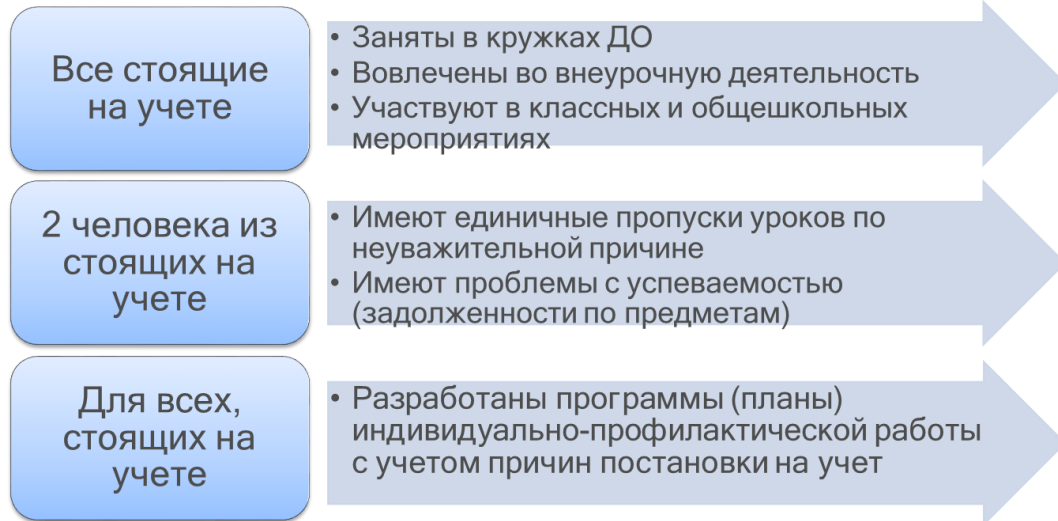 Все стоящие
на учете
• Заняты в кружках ДО
• Вовлечены во внеурочную деятельность
• Участвуют в классных и общешкольных
мероприятиях
2 человека из
стоящих на
учете
• Имеют единичные пропуски уроков по
неуважительной причине
• Имеют проблемы с успеваемостью
(задолженности по предметам)
Для всех,
стоящих на
учете
• Разработаны программы (планы)
индивидуально-профилактической работы
с учетом причин постановки на учет